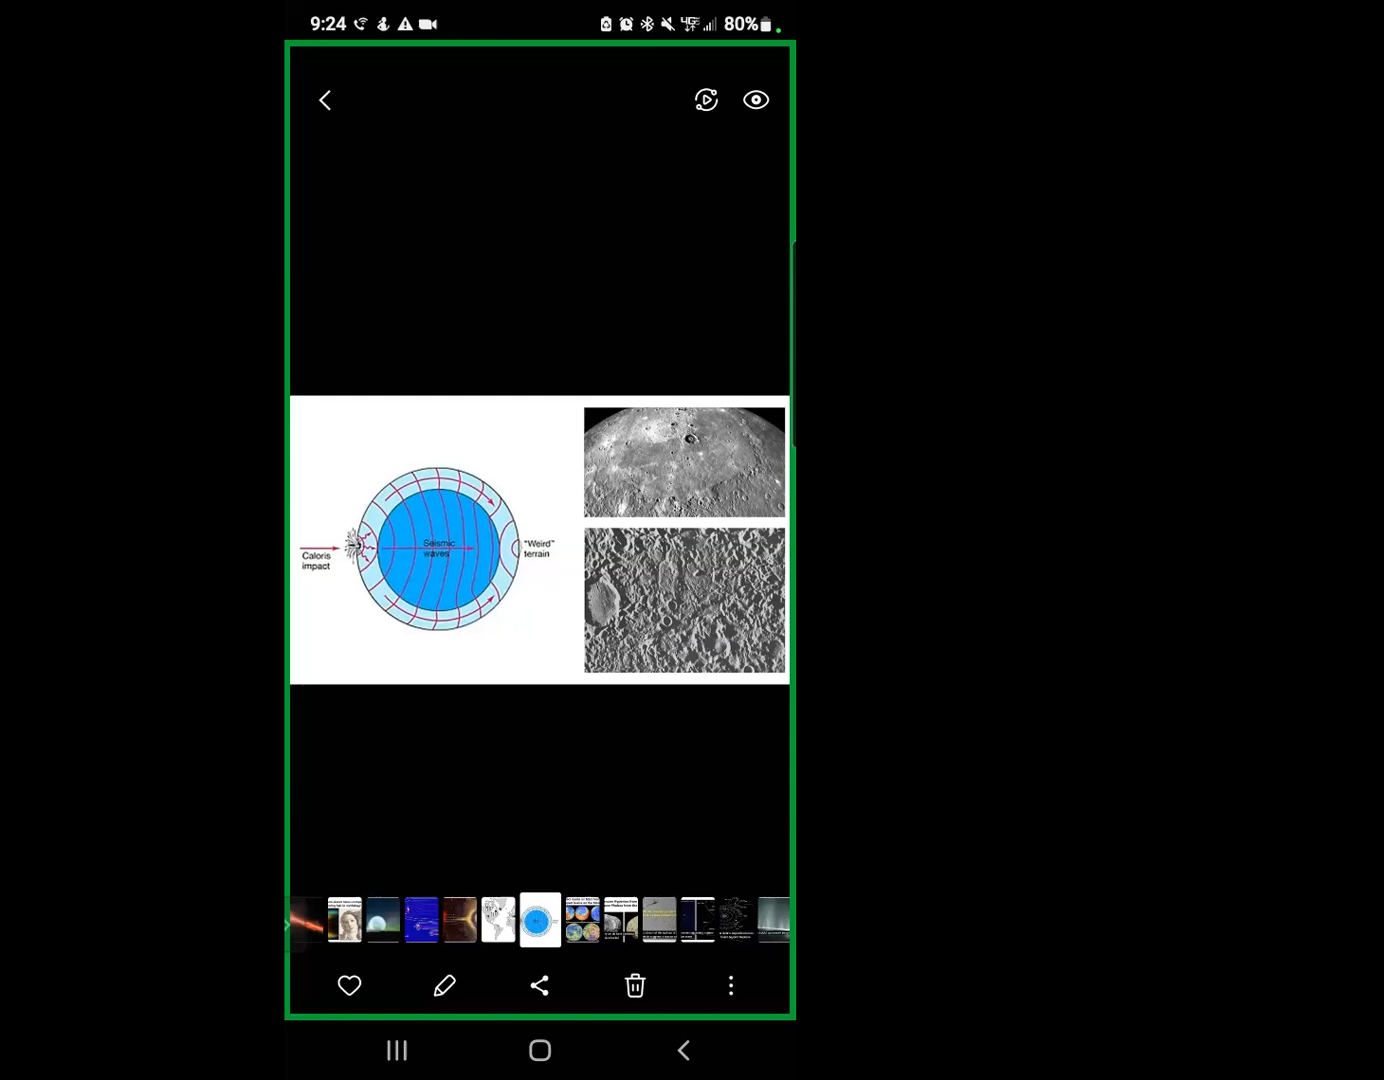 9:24
80%
Seismic
waves
"Weird"
terrain
Caloris
impact